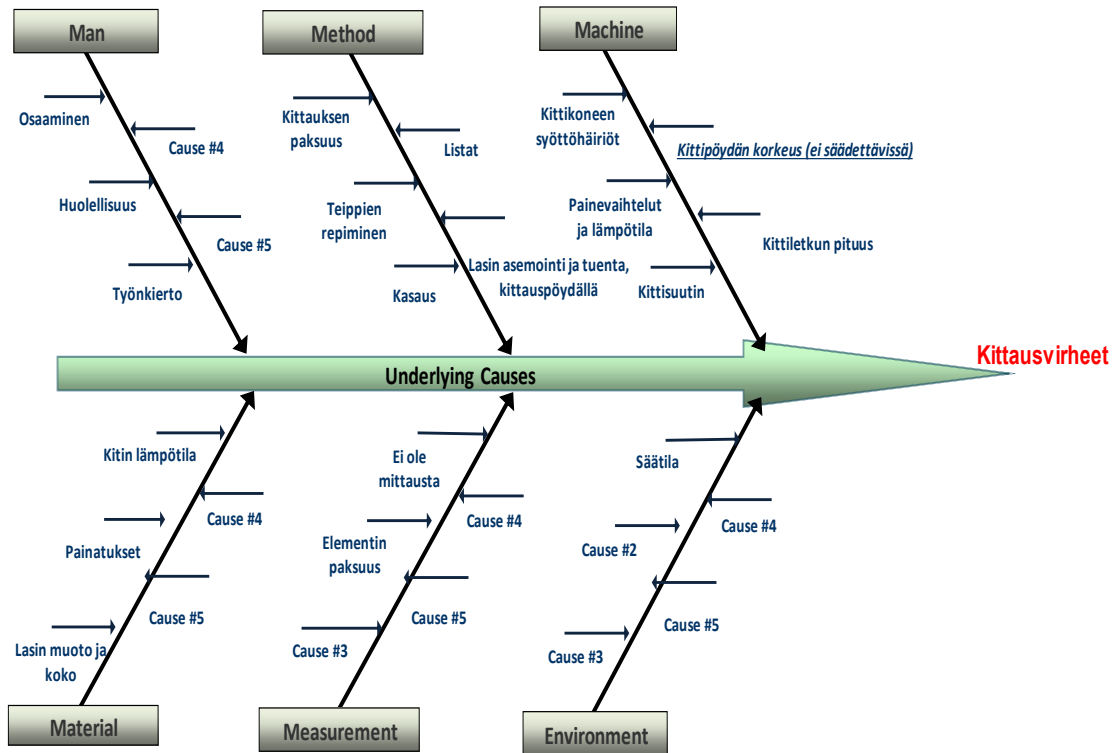 Man
Method
Machine
Osaaminen
Cause #4
Huolellisuus
Cause #5
Työnkierto
Kittauksen
paksuus
Listat
Teippien
repiminen
Lasin asemointi ja tuenta,
kittauspöydällä
Kasaus
Kittikoneen
syöttöhäiriöt
Kittipöydän korkeus (ei säädettävissä)
Painevaihtelut
ja lämpötila
Kittiletkun pituus
Kittisuutin
Underlying Causes
Kittausvirheet
Kitin lämpötila
Cause #4
Painatukset
Cause #5
Lasin muoto ja
koko
Ei ole
mittausta
Cause #4
Elementin
paksuus
Cause #5
Cause #3
Säätila
Cause #4
Cause #2
Cause #5
Cause #3
Material
Measurement
Environment